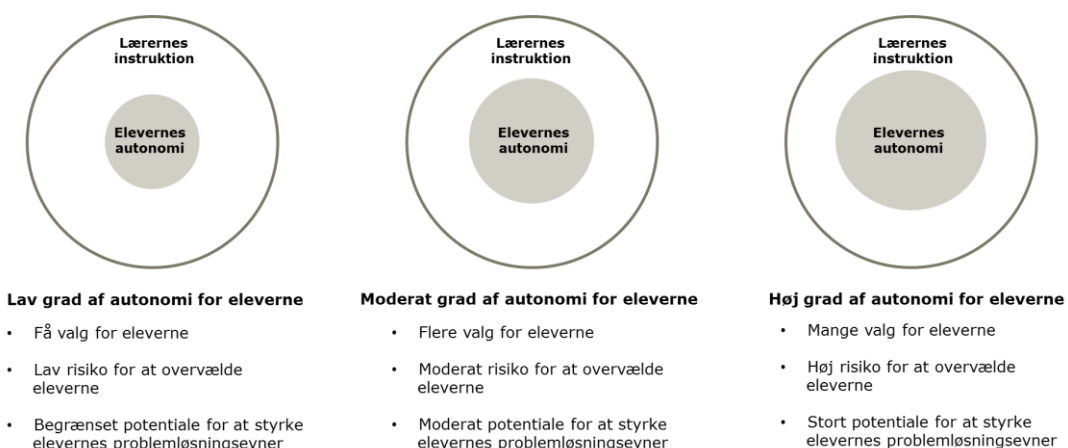 Lærernes
instruktion
Elevernes
autonomi
Lav grad af autonomi for eleverne
• Få valg for eleverne
• Lav risiko for at overvælde
eleverne
• Begrænset potentiale for at styrke
elevernes problemløsningsevner
Lærernes
instruktion
Elevernes
autonomi
Moderat grad af autonomi for eleverne
• Flere valg for eleverne
• Moderat risiko for at overvælde
eleverne
• Moderat potentiale for at styrke
elevernes problemløsningsevner
Lærernes
instruktion
Elevernes
autonomi
Høj grad af autonomi for eleverne
• Mange valg for eleverne
• Høj risiko for at overvælde
eleverne
• Stort potentiale for at styrke
elevernes problemløsningsevner